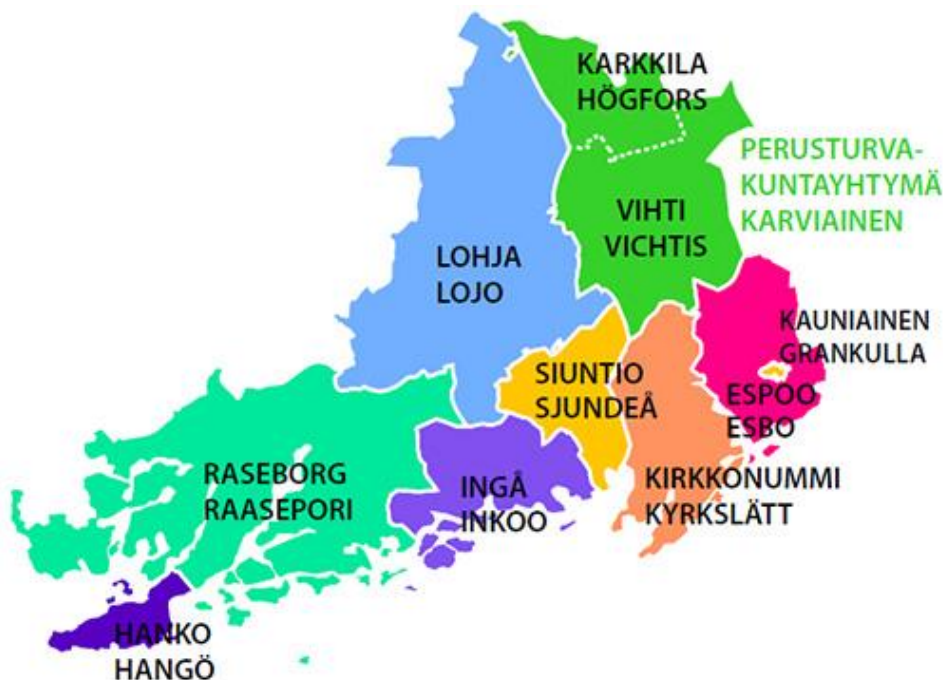 KARKKILA
HÖGFORS
PERUSTURVA-
KUNTAYHTYMÄ
KARVIAINEN
VIHTI
VICHTIS
LOHJA
LOJO
KAUNIAINEN
GRANKULLA
SIUNTIO
SJUNDEÅ
ESPOO
ESBO
RASEBORG
RAASEPORI
INGÅ
INKOO
KIRKKONUMMI
KYRKSLÄTT
HANKO
HANGÖ